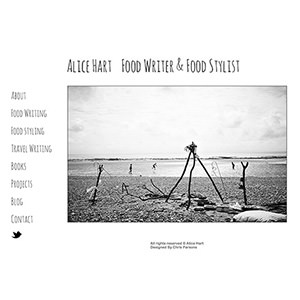 Alice Hart Food Writer & Food Stylist
About
Food Writing
Food Styling
Travel Writing
Books
Projects
Blog
Contact
All rights reserved © Alice Hart
Designed By Chris Parsons